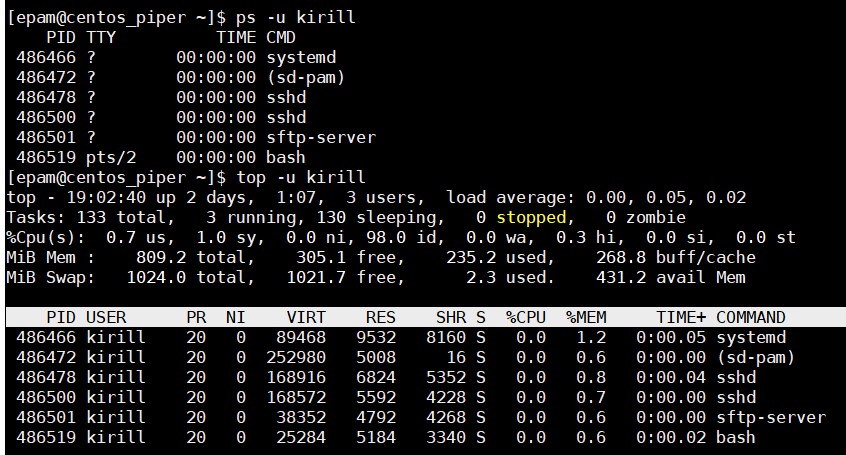 [epam@centos_piper ~]$ ps -u kirill
    PID TTY          TIME CMD
 486466 ?        00:00:00 systemd
 486472 ?        00:00:00 (sd-pam)
 486478 ?        00:00:00 sshd
 486500 ?        00:00:00 sshd
 486501 ?        00:00:00 sftp-server
 486519 pts/2    00:00:00 bash
[epam@centos_piper ~]$ top -u kirill
top - 19:02:40 up 2 days,  1:07,  3 users,  load average: 0.00, 0.05, 0.02
Tasks: 133 total,   3 running, 130 sleeping,   0 stopped,   0 zombie
%Cpu(s):  0.7 us,  1.0 sy,  0.0 ni, 98.0 id,  0.0 wa,  0.3 hi,  0.0 si,  0.0 st
MiB Mem :    809.2 total,    305.1 free,    235.2 used,    268.8 buff/cache
MiB Swap:   1024.0 total,   1021.7 free,      2.3 used.    431.2 avail Mem
    PID USER      PR  NI    VIRT    RES    SHR S  %CPU  %MEM     TIME+ COMMAND
 486466 kirill    20   0   89468   9532   8160 S   0.0   1.2   0:00.05 systemd
 486472 kirill    20   0  252980   5008     16 S   0.0   0.6   0:00.00 (sd-pam)
 486478 kirill    20   0  168916   6824   5352 S   0.0   0.8   0:00.04 sshd
 486500 kirill    20   0  168572   5592   4228 S   0.0   0.7   0:00.00 sshd
 486501 kirill    20   0   38352   4792   4268 S   0.0   0.6   0:00.00 sftp-server
 486519 kirill    20   0   25284   5184   3340 S   0.0   0.6   0:00.02 bash